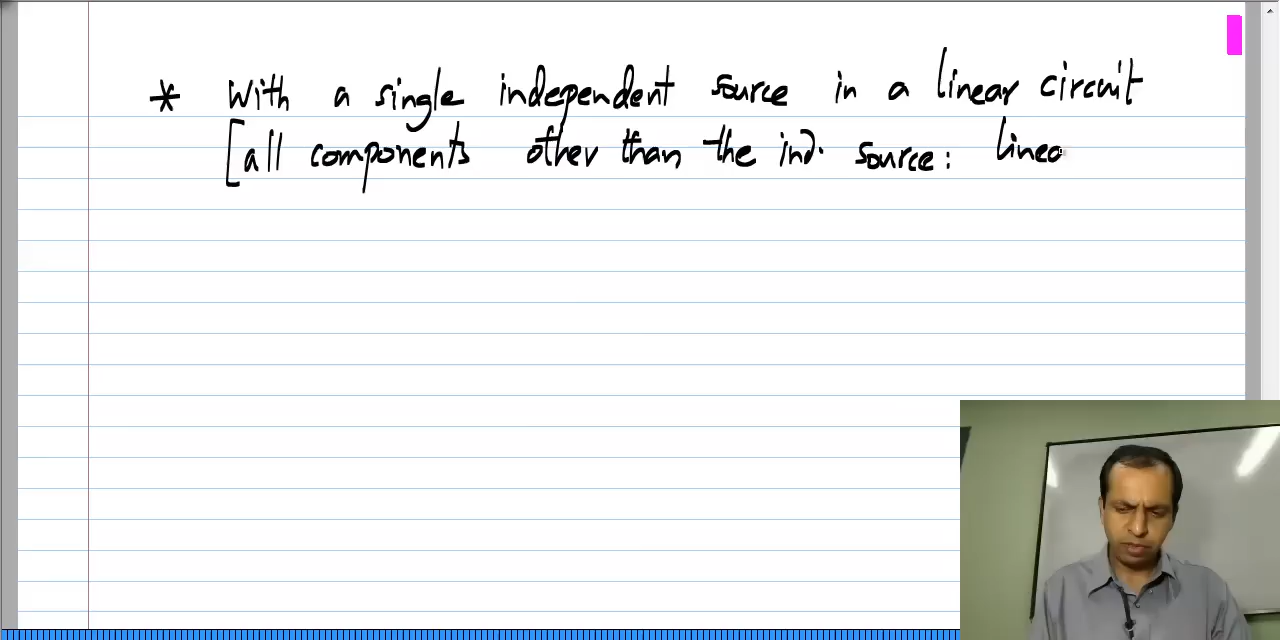 * With a single independent source in a linear circuit
[all components other than the ind. source: linea